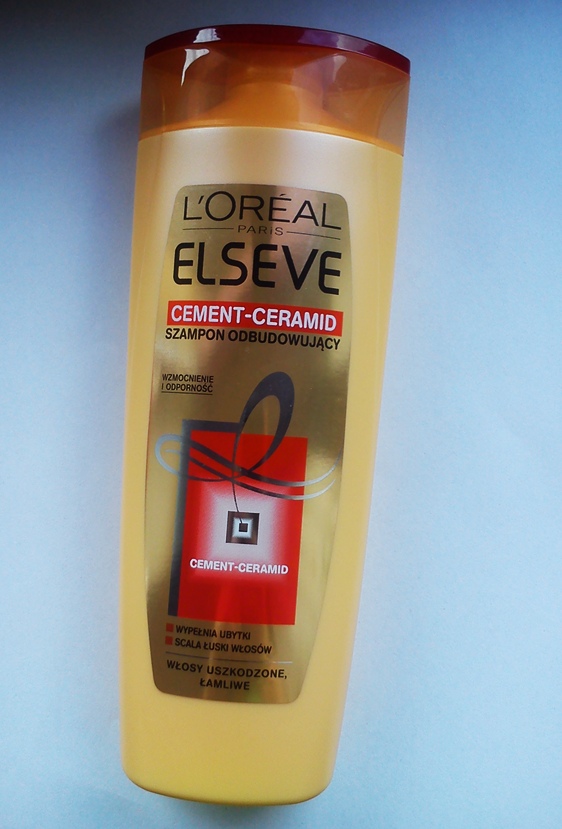 L'ORÉAL
PARIS
ELSEVE
CEMENT-CERAMID
SZAMPON ODBUDOWUJĄCY
WZMOCNIENIE
I ODPORNOŚĆ
CEMENT-CERAMID
WYPEŁNIA UBYTKI
SCALA ŁUSKI WŁOSÓW
WŁOSY USZKODZONE,
ŁAMLIWE